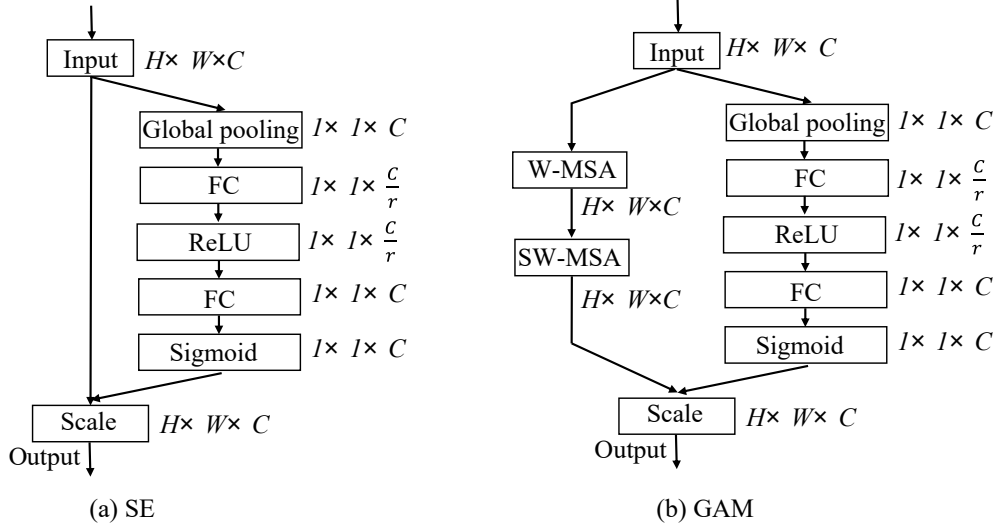 Input H× W×C
Global pooling 1× 1× C
FC 1× 1× C/r
ReLU 1× 1× C/r
FC 1× 1× C
Sigmoid 1× 1× C
Scale H× W× C
Output
(a) SE
Input H× W× C
W-MSA
H× W×C
SW-MSA
H× W×C
Global pooling 1× 1× C
FC 1× 1× C/r
ReLU 1× 1× C/r
FC 1× 1× C
Sigmoid 1× 1× C
Scale H× W× C
Output
(b) GAM